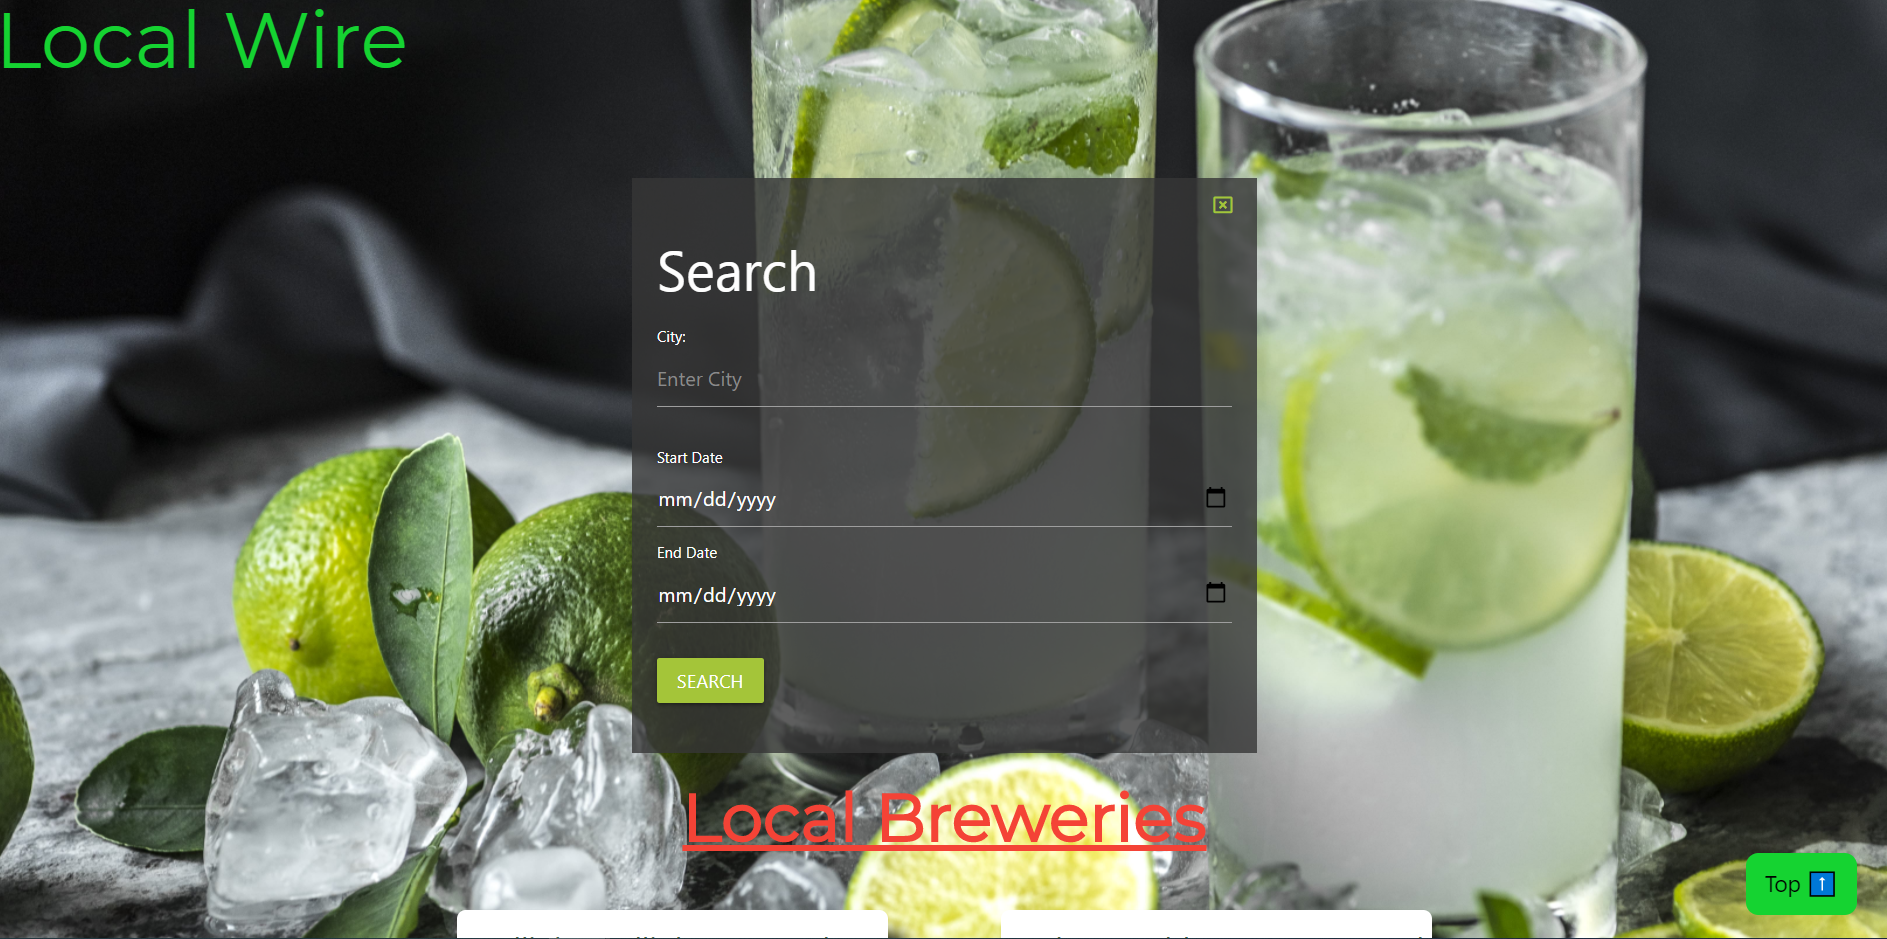 Local Wire
Search
City:
Enter City
Start Date
mm/dd/yyyy
End Date
mm/dd/yyyy
SEARCH
Local Breweries
Top ⬆